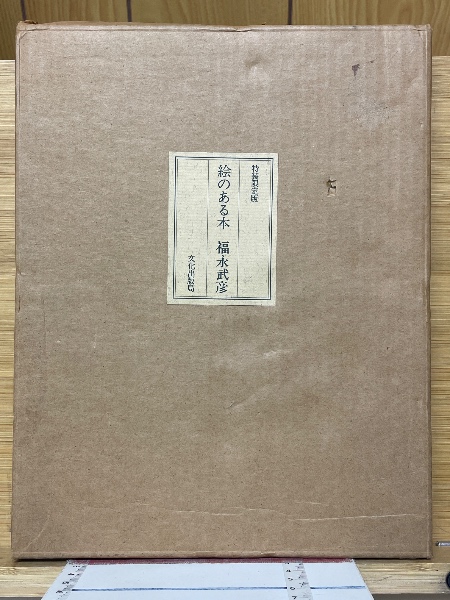 特装限定版
絵のある本　福永武彦
文化出版局